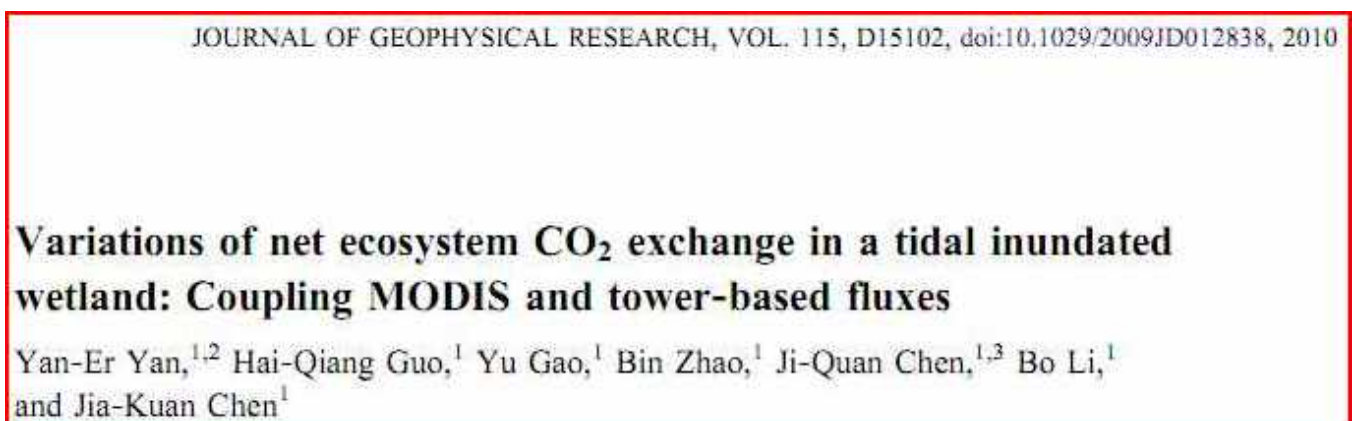 JOURNAL OF GEOPHYSICAL RESEARCH, VOL. 115, D15102, doi:10.1029/2009JD012838, 2010
Variations of net ecosystem CO₂ exchange in a tidal inundated
wetland: Coupling MODIS and tower-based fluxes
Yan-Er Yan,¹,² Hai-Qiang Guo,¹ Yu Gao,¹ Bin Zhao,¹ Ji-Quan Chen,¹,³ Bo Li,¹
and Jia-Kuan Chen¹